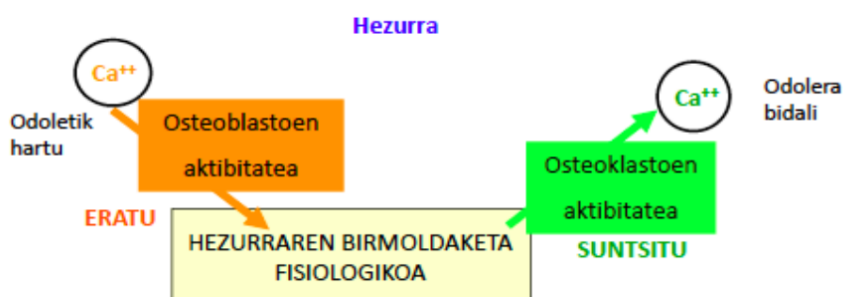 Hezurra
Ca⁺⁺
Odoletik
hartu
Osteoblastoen
aktibitatea
ERATU
HEZURRAREN BIRMOLDAKETA
FISIOLOGIKOA
Osteoklastoen
aktibitatea
SUNTSITU
Ca⁺⁺
Odolera
bidali